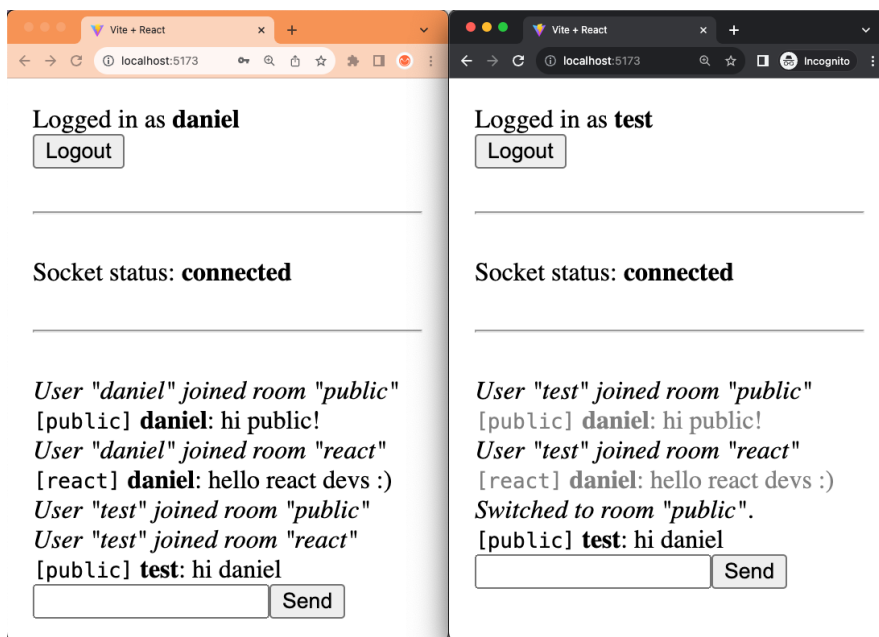 Vite + React
localhost:5173
Logged in as daniel
Logout
Socket status: connected
User "daniel" joined room "public"
[public] daniel: hi public!
User "daniel" joined room "react"
[react] daniel: hello react devs :)
User "test" joined room "public"
User "test" joined room "react"
[public] test: hi daniel
Send
Vite + React
localhost:5173
Incognito
Logged in as test
Logout
Socket status: connected
User "test" joined room "public"
[public] daniel: hi public!
User "test" joined room "react"
[react] daniel: hello react devs :)
Switched to room "public".
[public] test: hi daniel
Send